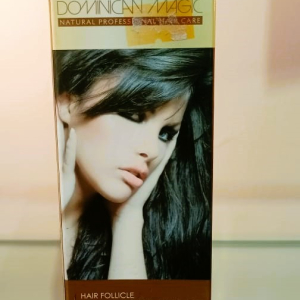 DOMINICAN MAGIC
NATURAL PROFESSIONAL HAIR CARE
HAIR FOLLICLE